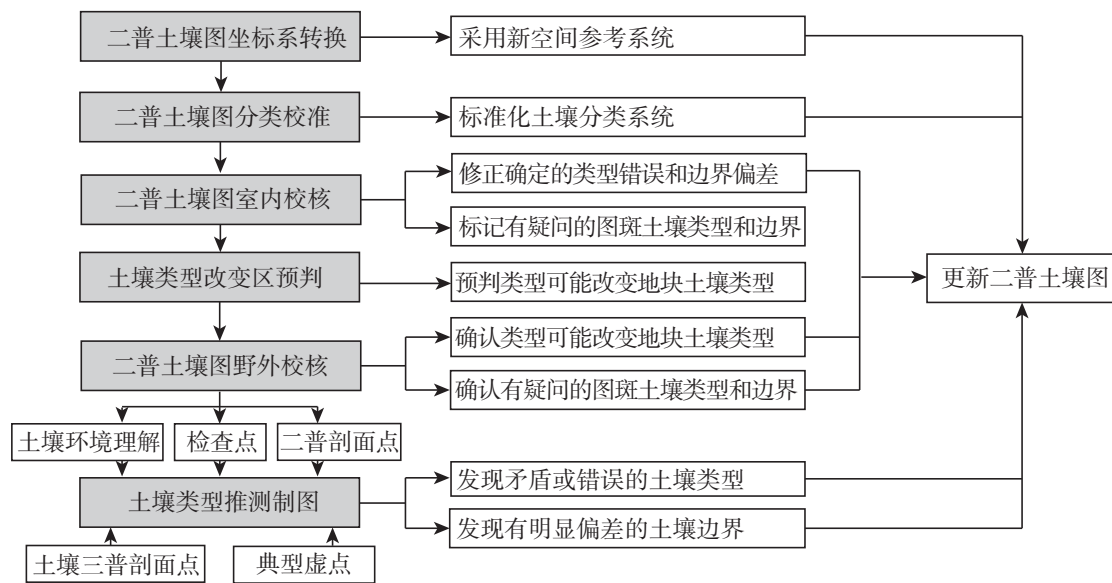 二普土壤图坐标系转换
采用新空间参考系统
二普土壤图分类校准
标准化土壤分类系统
二普土壤图室内校核
修正确定的类型错误和边界偏差
标记有疑问的图斑土壤类型和边界
土壤类型改变区预判
预判类型可能改变地块土壤类型
更新二普土壤图
二普土壤图野外校核
确认类型可能改变地块土壤类型
确认有疑问的图斑土壤类型和边界
土壤环境理解
检查点
二普剖面点
土壤类型推测制图
发现矛盾或错误的土壤类型
发现有明显偏差的土壤边界
土壤三普剖面点
典型虚点